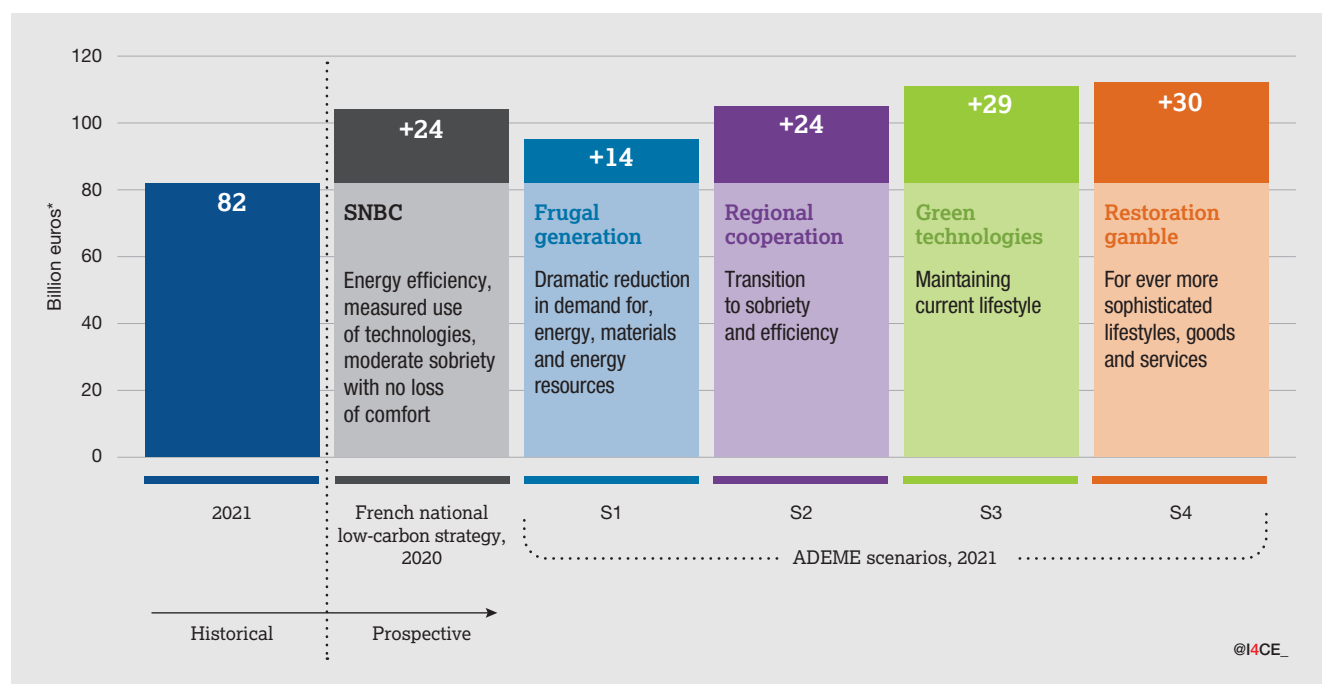 Billion euros*
120
100
80
60
40
20
0
82
+24
+14
+24
+29
+30
SNBC
Energy efficiency,
measured use
of technologies,
moderate sobriety
with no loss
of comfort
Frugal
generation
Dramatic reduction
in demand for,
energy, materials
and energy
resources
Regional
cooperation
Transition
to sobriety
and efficiency
Green
technologies
Maintaining
current lifestyle
Restoration
gamble
For ever more
sophisticated
lifestyles, goods
and services
2021
French national
low-carbon strategy,
2020
S1
S2
S3
S4
ADEME scenarios, 2021
Historical
Prospective
@I4CE_